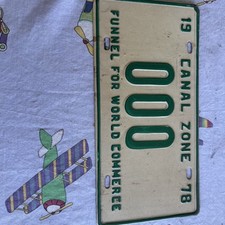 19 CANAL ZONE 78
000
FUNNEL FOR WORLD COMMERCE